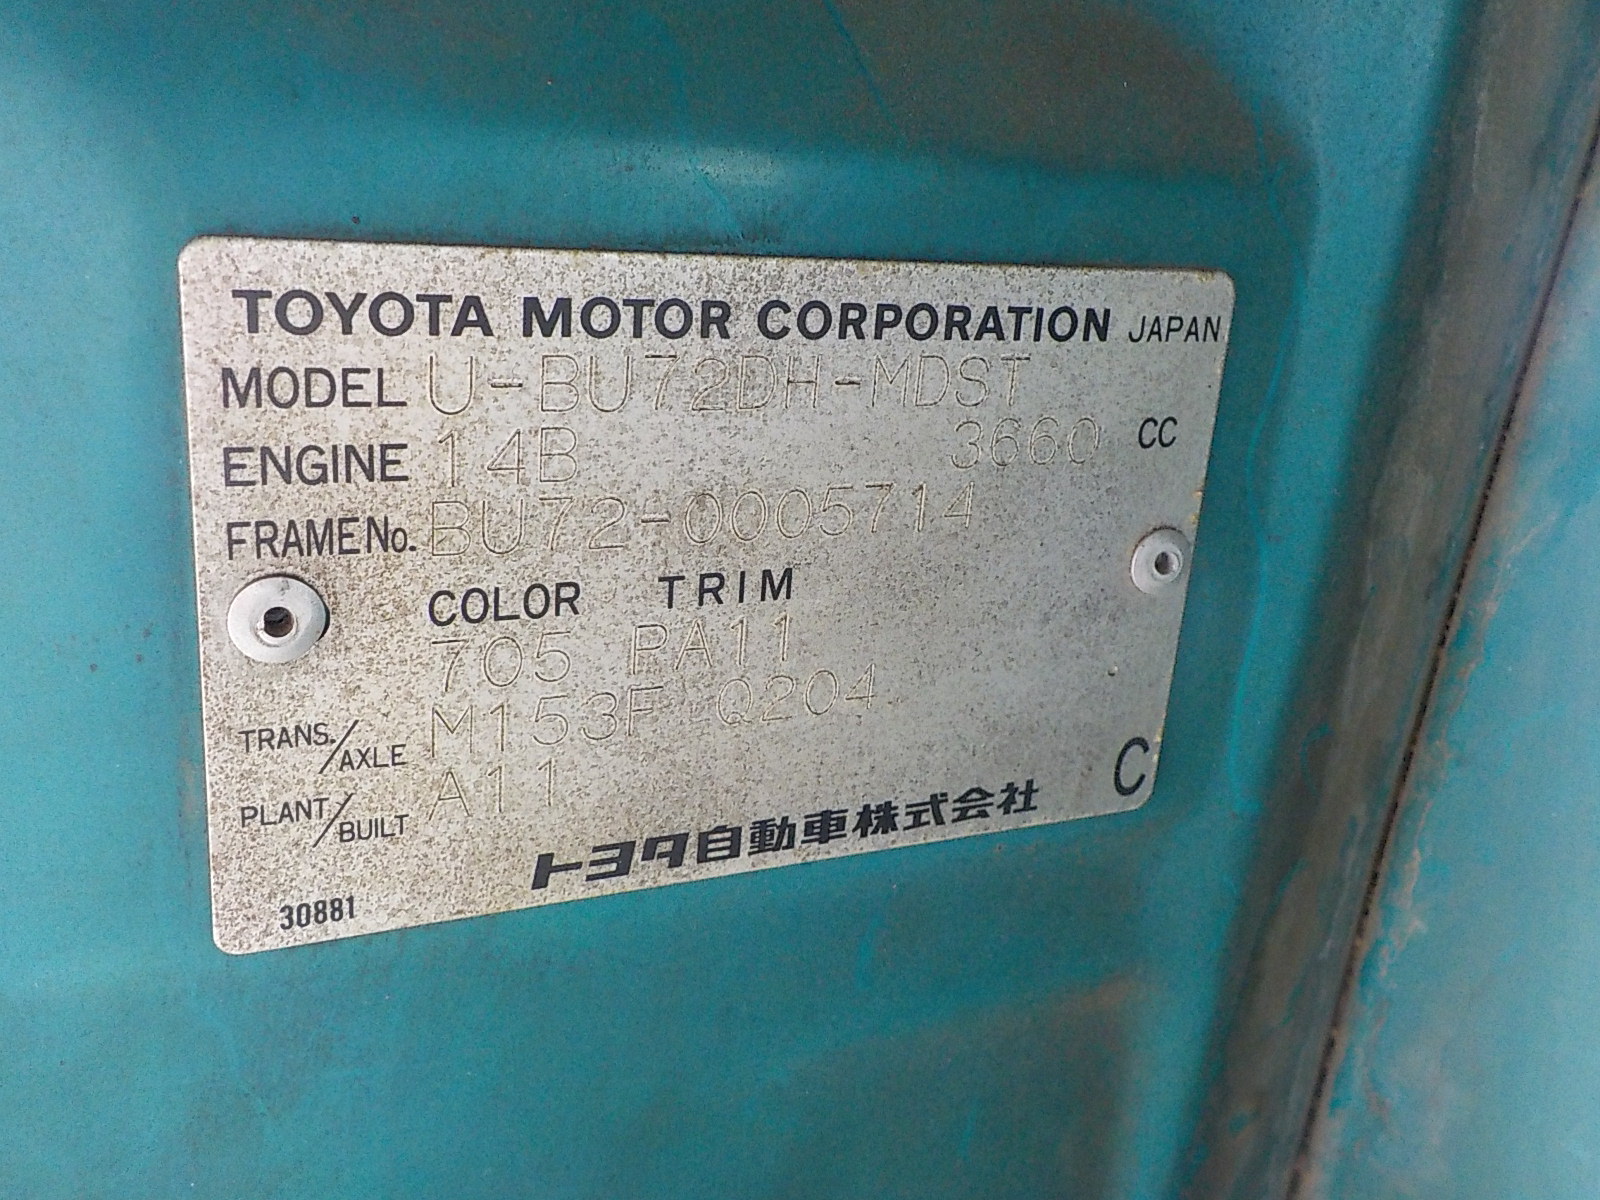 TOYOTA MOTOR CORPORATION JAPAN
MODEL U-BU72DH-MDST
ENGINE 14B 3660 CC
FRAME No. BU72-0005714
COLOR TRIM
705 PA11
TRANS./AXLE M153F Q204
PLANT/BUILT A11
C
トヨタ自動車株式会社
30881